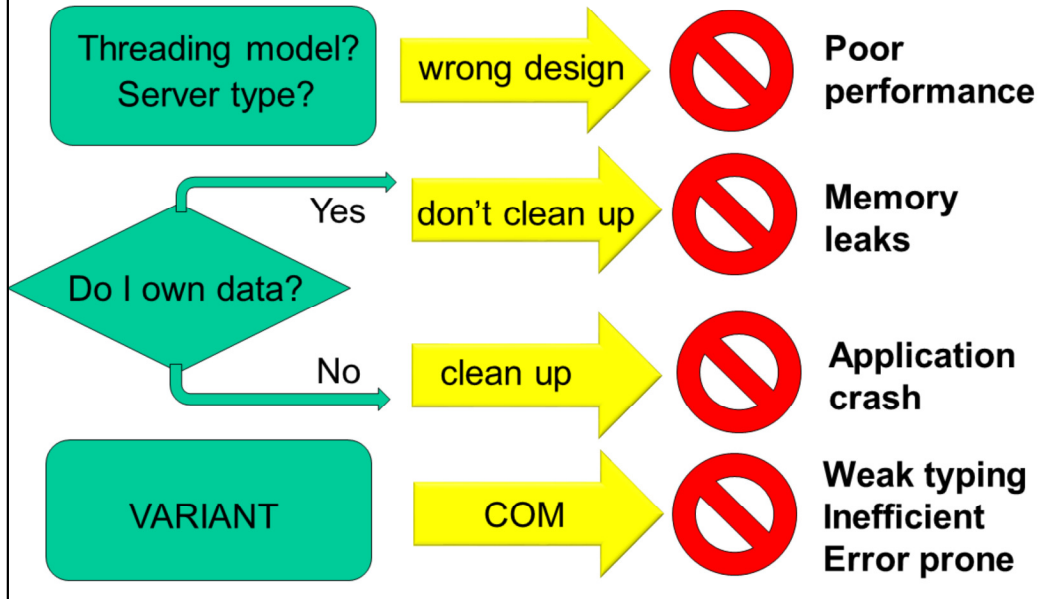 Threading model?
Server type?
wrong design
Poor
performance
Yes
don't clean up
Memory
leaks
Do I own data?
No
clean up
Application
crash
VARIANT
COM
Weak typing
Inefficient
Error prone